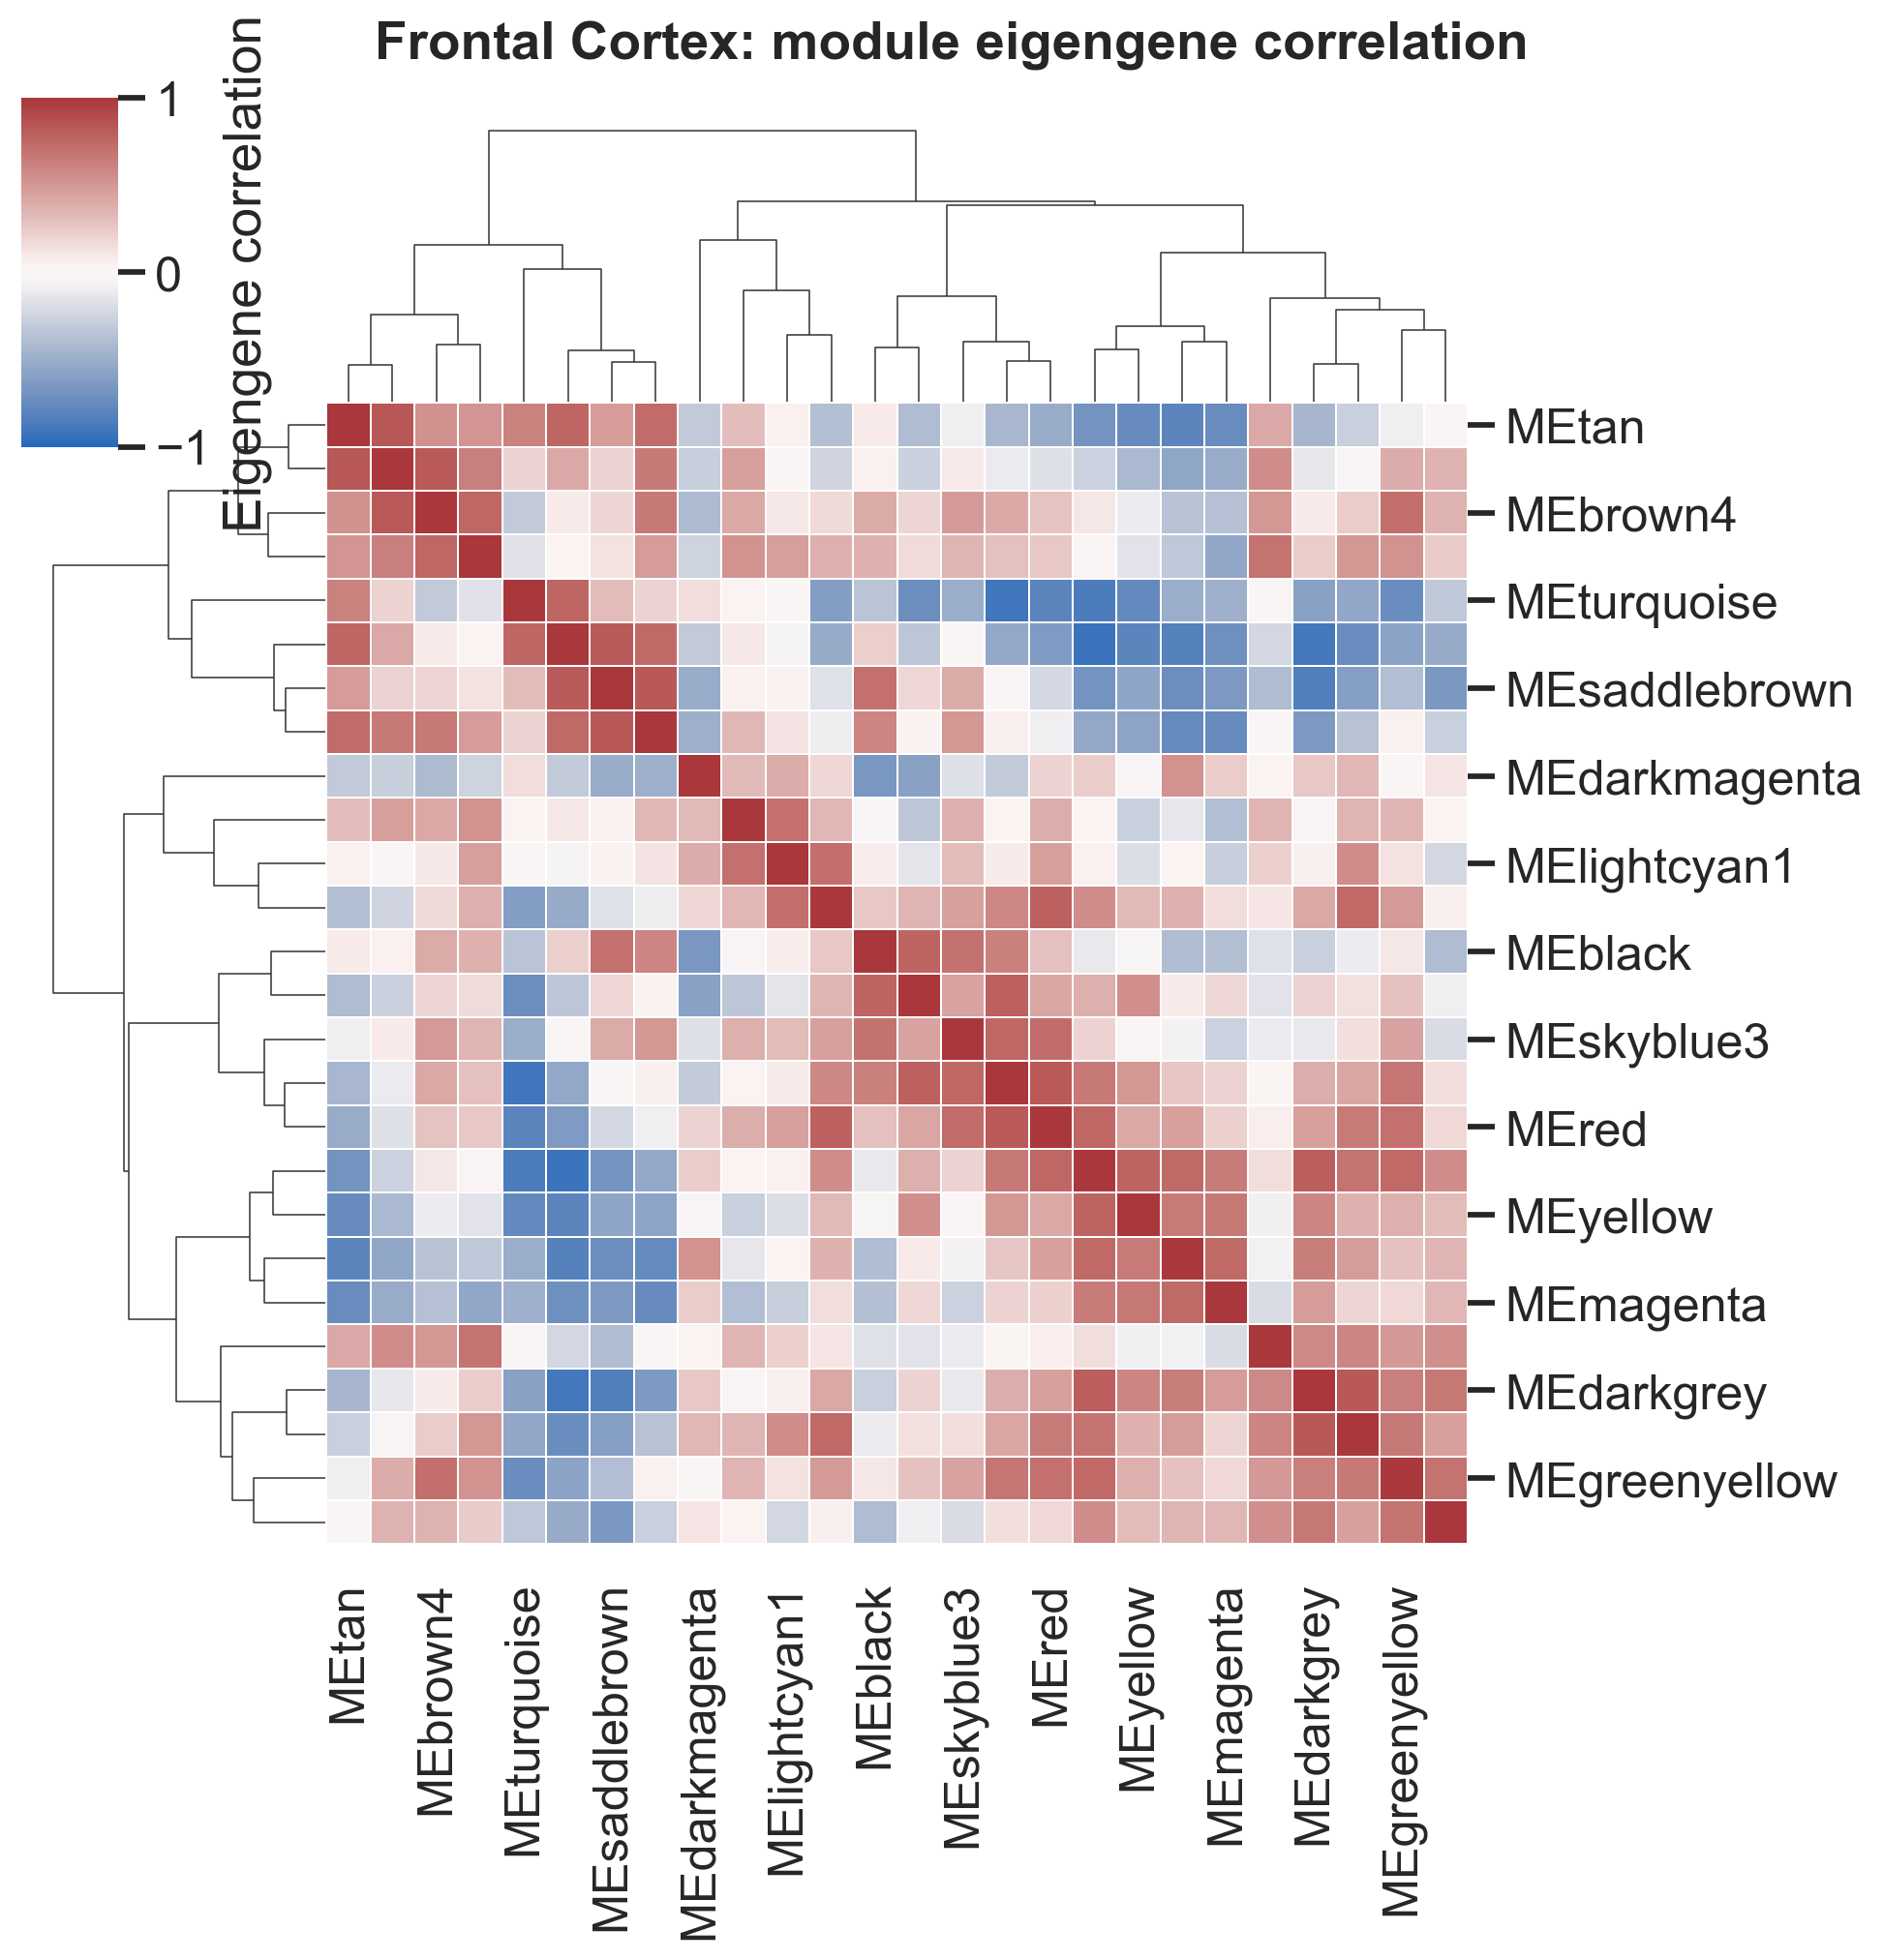 Frontal Cortex: module eigengene correlation
1
0
−1
Eigengene correlation
MEtan
MEbrown4
MEturquoise
MEsaddlebrown
MEdarkmagenta
MElightcyan1
MEblack
MEskyblue3
MEred
MEyellow
MEmagenta
MEdarkgrey
MEgreenyellow
MEtan
MEbrown4
MEturquoise
MEsaddlebrown
MEdarkmagenta
MElightcyan1
MEblack
MEskyblue3
MEred
MEyellow
MEmagenta
MEdarkgrey
MEgreenyellow